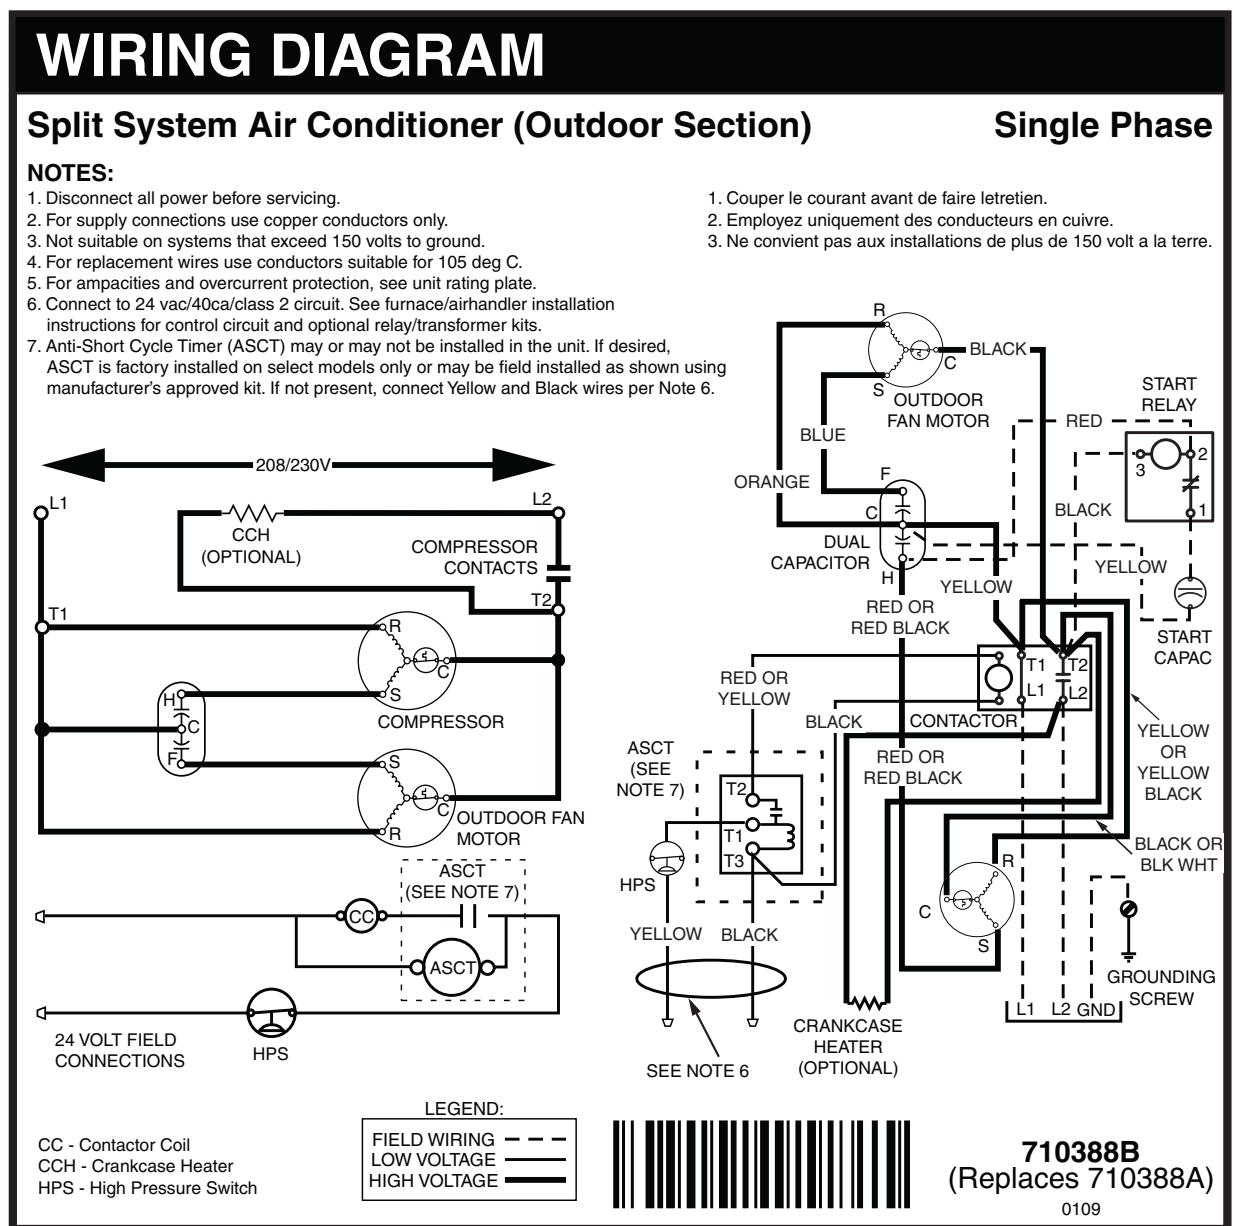 WIRING DIAGRAM
Split System Air Conditioner (Outdoor Section)
Single Phase
NOTES:
1. Disconnect all power before servicing.
2. For supply connections use copper conductors only.
3. Not suitable on systems that exceed 150 volts to ground.
4. For replacement wires use conductors suitable for 105 deg C.
5. For ampacities and overcurrent protection, see unit rating plate.
6. Connect to 24 vac/40ca/class 2 circuit. See furnace/airhandler installation
instructions for control circuit and optional relay/transformer kits.
7. Anti-Short Cycle Timer (ASCT) may or may not be installed in the unit. If desired,
ASCT is factory installed on select models only or may be field installed as shown using
manufacturer's approved kit. If not present, connect Yellow and Black wires per Note 6.
1. Couper le courant avant de faire letretien.
2. Employez uniquement des conducteurs en cuivre.
3. Ne convient pas aux installations de plus de 150 volt a la terre.
208/230V
L1
L2
CCH
(OPTIONAL)
COMPRESSOR
CONTACTS
T2
T1
R
C
S
COMPRESSOR
H
C
F
S
C
R
OUTDOOR FAN
MOTOR
ASCT
(SEE NOTE 7)
CC
ASCT
24 VOLT FIELD
CONNECTIONS
HPS
R
BLACK
C
S
OUTDOOR
FAN MOTOR
START
RELAY
RED
BLUE
3
2
1
ORANGE
F
C
BLACK
DUAL
CAPACITOR
H
YELLOW
YELLOW
RED OR
RED BLACK
START
CAPAC
T1
T2
L1
L2
CONTACTOR
RED OR
YELLOW
BLACK
RED OR
RED BLACK
YELLOW
OR
YELLOW
BLACK
ASCT
(SEE
NOTE 7)
T2
T1
T3
HPS
BLACK OR
BLK WHT
R
C
S
YELLOW
BLACK
GROUNDING
SCREW
L1
L2
GND
CRANKCASE
HEATER
(OPTIONAL)
SEE NOTE 6
CC - Contactor Coil
CCH - Crankcase Heater
HPS - High Pressure Switch
LEGEND:
FIELD WIRING
LOW VOLTAGE
HIGH VOLTAGE
710388B
(Replaces 710388A)
0109